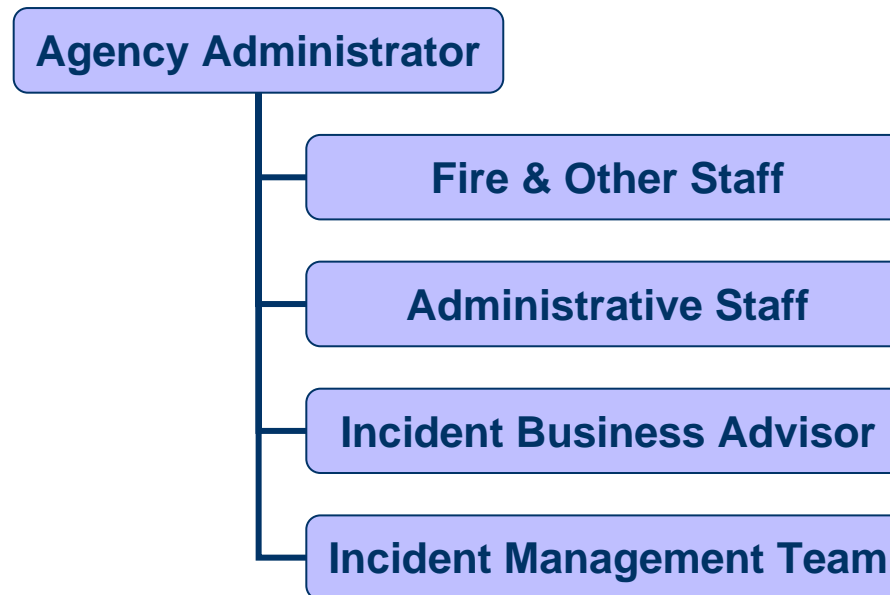 Agency Administrator
Fire & Other Staff
Administrative Staff
Incident Business Advisor
Incident Management Team